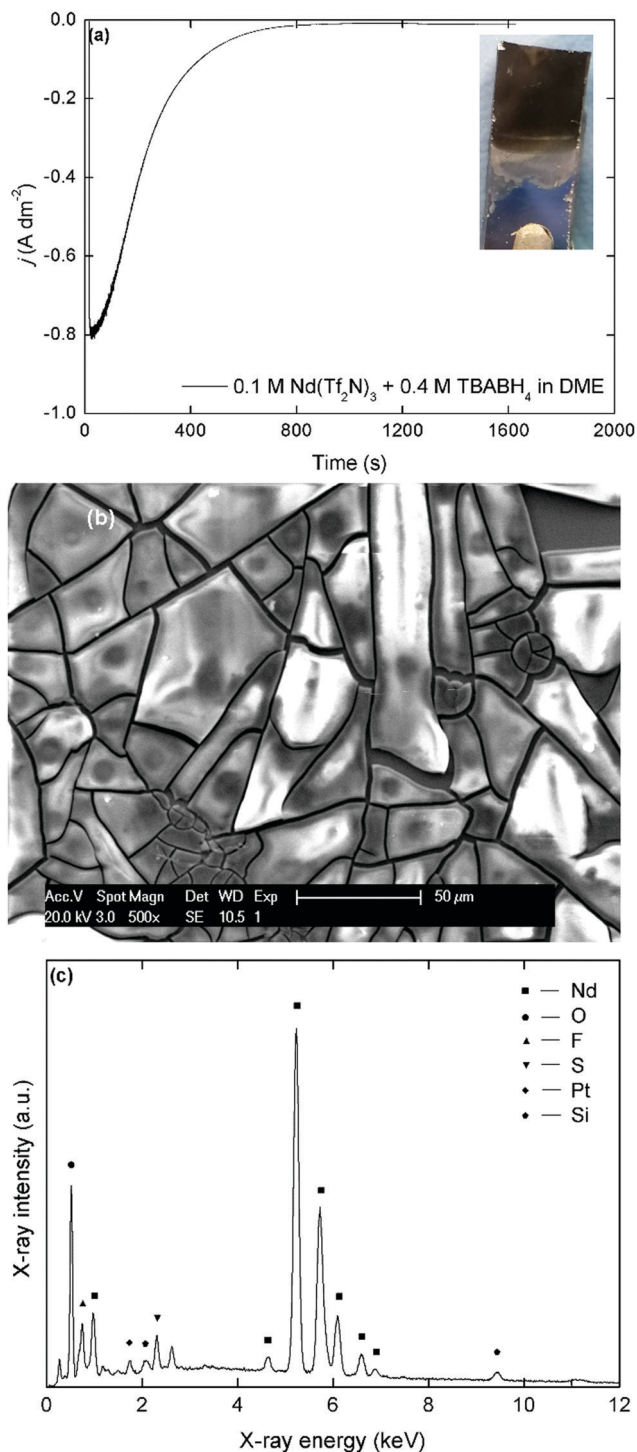 (a)
0.0
-0.2
-0.4
-0.6
-0.8
-1.0
j (A dm⁻²)
0 400 800 1200 1600 2000
Time (s)
0.1 M Nd(Tf₂N)₃ + 0.4 M TBABH₄ in DME
(b)
Acc.V Spot Magn Det WD Exp 50 µm
20.0 kV 3.0 500x SE 10.5 1
(c)
Nd
O
F
S
Pt
Si
X-ray intensity (a.u.)
0 2 4 6 8 10 12
X-ray energy (keV)